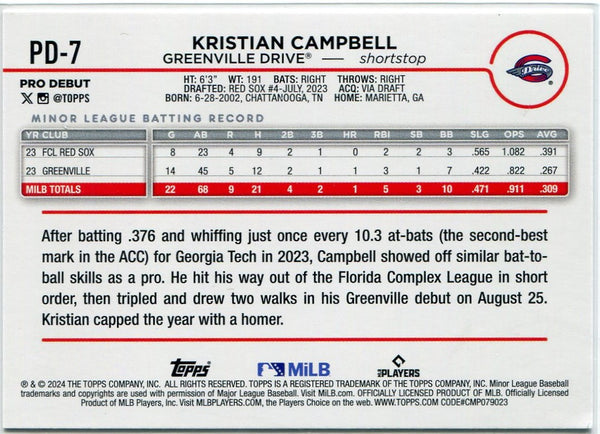 PD-7
KRISTIAN CAMPBELL
GREENVILLE DRIVE® — shortstop
Drive
PRO DEBUT
@TOPPS
HT: 6'3" WT: 191 BATS: RIGHT THROWS: RIGHT
DRAFTED: RED SOX #4-JULY, 2023 ACQ: VIA DRAFT
BORN: 6-28-2002, CHATTANOOGA, TN HOME: MARIETTA, GA
MINOR LEAGUE BATTING RECORD
YR CLUB G AB R H 2B 3B HR RBI SB BB SLG OPS AVG
23 FCL RED SOX 8 23 4 9 2 1 0 3 2 3 .565 1.082 .391
23 GREENVILLE 14 45 5 12 2 1 1 2 1 7 .422 .822 .267
MILB TOTALS 22 68 9 21 4 2 1 5 3 10 .471 .911 .309
After batting .376 and whiffing just once every 10.3 at-bats (the second-best
mark in the ACC) for Georgia Tech in 2023, Campbell showed off similar bat-to-
ball skills as a pro. He hit his way out of the Florida Complex League in short
order, then tripled and drew two walks in his Greenville debut on August 25.
Kristian capped the year with a homer.
topps MiLB MLB PLAYERS
® & © 2024 THE TOPPS COMPANY, INC. ALL RIGHTS RESERVED. TOPPS IS A REGISTERED TRADEMARK OF THE TOPPS COMPANY, INC. Minor League Baseball
trademarks and copyrights are used with permission of Major League Baseball. Visit MiLB.com. OFFICIALLY LICENSED PRODUCT OF MILB. Officially Licensed
Product of MLB Players, Inc. Visit MLBPLAYERS.com, the Players Choice on the web. WWW.TOPPS.COM CODE#CMP079023